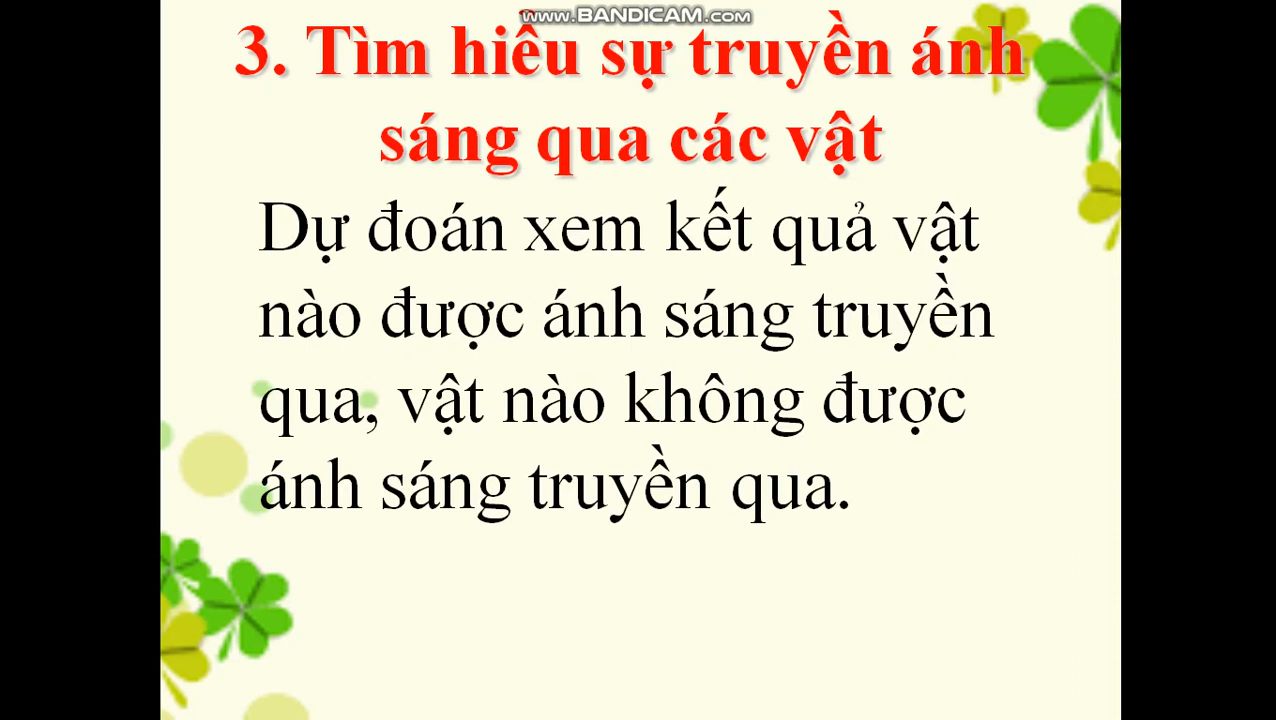 www.BANDICAM.com
3. Tìm hiểu sự truyền ánh
sáng qua các vật
Dự đoán xem kết quả vật
nào được ánh sáng truyền
qua, vật nào không được
ánh sáng truyền qua.